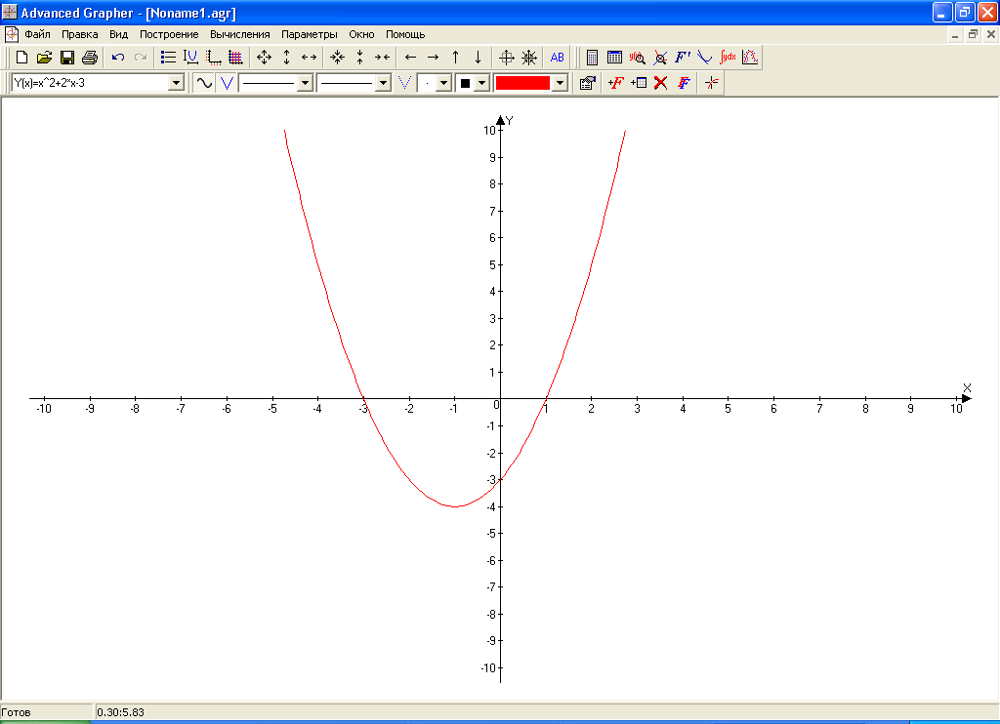 Advanced Grapher - [Noname1.agr]
Файл Правка Вид Построение Вычисления Параметры Окно Помощь
AB y(x) F' ∫ydx
Y(x)=x^2+2*x-3
F F
Y
10
9
8
7
6
5
4
3
2
1
X
-10 -9 -8 -7 -6 -5 -4 -3 -2 -1 0 1 2 3 4 5 6 7 8 9 10
-1
-2
-3
-4
-5
-6
-7
-8
-9
-10
Готов 0.30:5.83